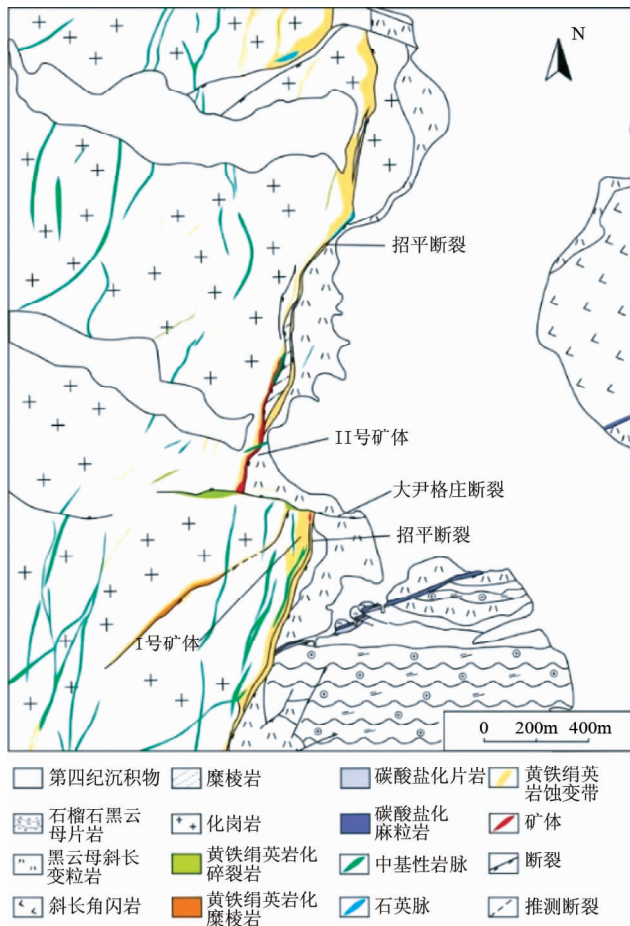 N
招平断裂
II号矿体
大尹格庄断裂
招平断裂
I号矿体
0 200m 400m
第四纪沉积物
糜棱岩
碳酸盐化片岩
黄铁绢英
岩蚀变带
石榴石黑云
母片岩
化岗岩
碳酸盐化
麻粒岩
矿体
黑云母斜长
变粒岩
黄铁绢英岩化
碎裂岩
中基性岩脉
断裂
斜长角闪岩
黄铁绢英岩化
糜棱岩
石英脉
推测断裂